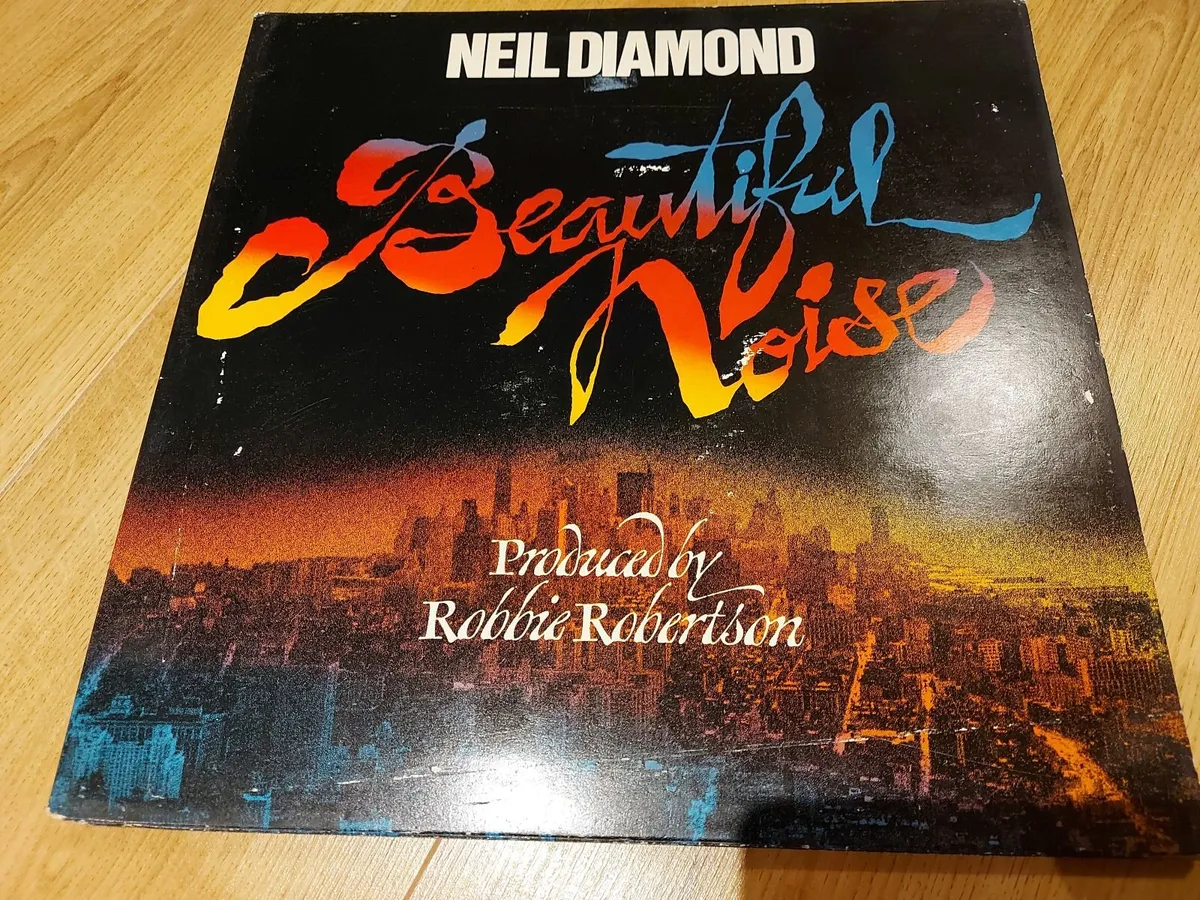 NEIL DIAMOND
Beautiful
Noise
Produced by
Robbie Robertson